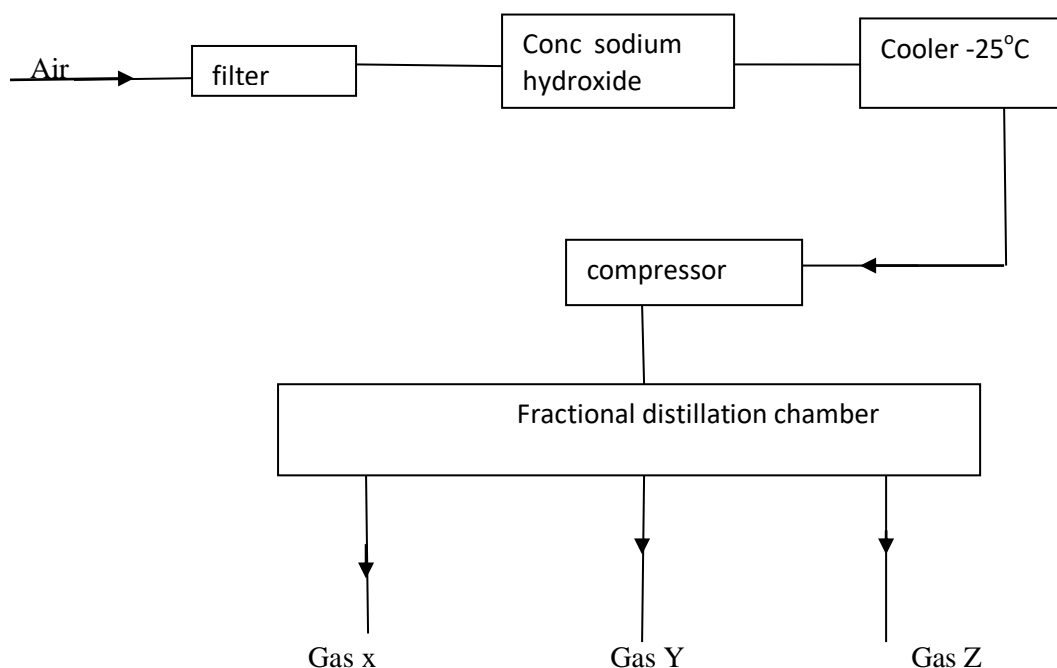 Air
filter
Conc sodium
hydroxide
Cooler -25°C
compressor
Fractional distillation chamber
Gas x
Gas Y
Gas Z